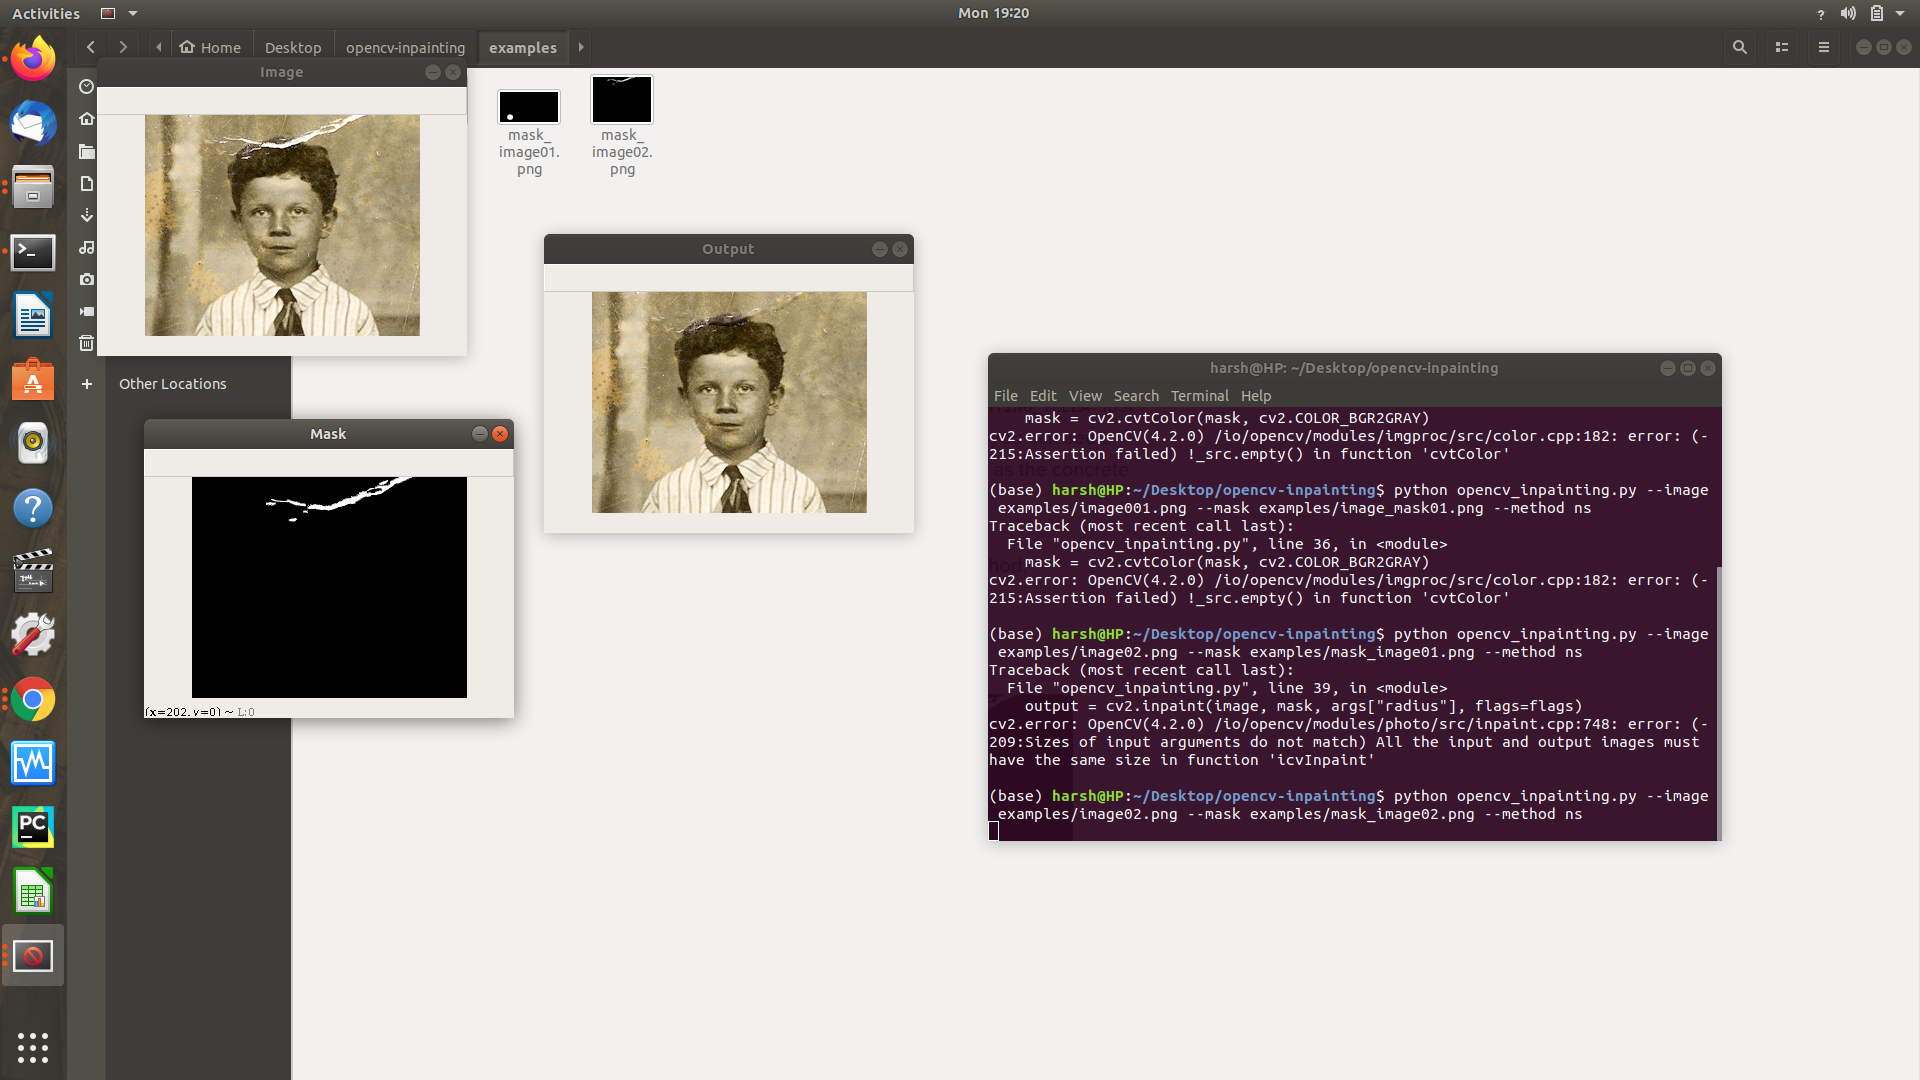 Activities
Mon 19:20
?
Home
Desktop
opencv-inpainting
examples
Image
mask_
image01.
png
mask_
image02.
png
Output
Other Locations
Mask
(x=202, y=0) ~ L:0
harsh@HP: ~/Desktop/opencv-inpainting
File Edit View Search Terminal Help
mask = cv2.cvtColor(mask, cv2.COLOR_BGR2GRAY)
cv2.error: OpenCV(4.2.0) /io/opencv/modules/imgproc/src/color.cpp:182: error: (-
215:Assertion failed) !_src.empty() in function 'cvtColor'
as the concrete
(base) harsh@HP:~/Desktop/opencv-inpainting$ python opencv_inpainting.py --image
examples/image001.png --mask examples/image_mask01.png --method ns
Traceback (most recent call last):
File "opencv_inpainting.py", line 36, in <module>
mask = cv2.cvtColor(mask, cv2.COLOR_BGR2GRAY)
cv2.error: OpenCV(4.2.0) /io/opencv/modules/imgproc/src/color.cpp:182: error: (-
215:Assertion failed) !_src.empty() in function 'cvtColor'
(base) harsh@HP:~/Desktop/opencv-inpainting$ python opencv_inpainting.py --image
examples/image02.png --mask examples/mask_image01.png --method ns
Traceback (most recent call last):
File "opencv_inpainting.py", line 39, in <module>
output = cv2.inpaint(image, mask, args["radius"], flags=flags)
cv2.error: OpenCV(4.2.0) /io/opencv/modules/photo/src/inpaint.cpp:748: error: (-
209:Sizes of input arguments do not match) All the input and output images must
have the same size in function 'icvInpaint'
(base) harsh@HP:~/Desktop/opencv-inpainting$ python opencv_inpainting.py --image
examples/image02.png --mask examples/mask_image02.png --method ns
PC